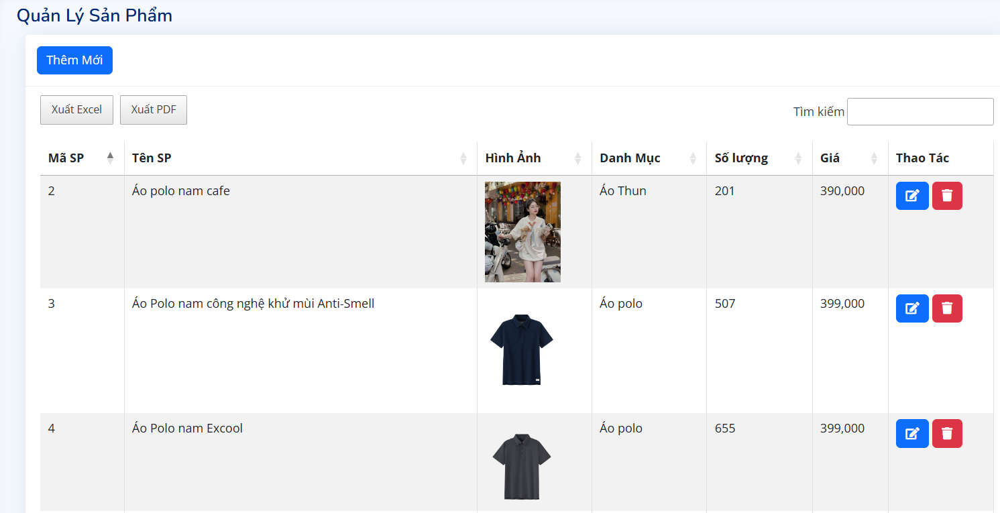 Quản Lý Sản Phẩm
Thêm Mới
Xuất Excel Xuất PDF Tìm kiếm
Mã SP Tên SP Hình Ảnh Danh Mục Số lượng Giá Thao Tác
2 Áo polo nam cafe Áo Thun 201 390,000
3 Áo Polo nam công nghệ khử mùi Anti-Smell Áo polo 507 399,000
4 Áo Polo nam Excool Áo polo 655 399,000